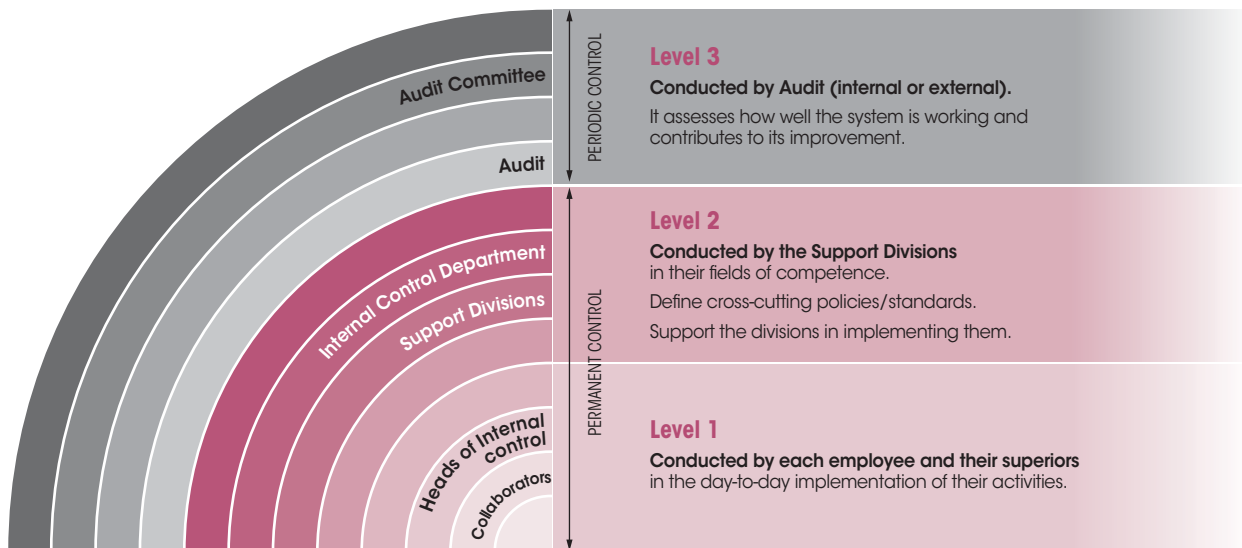 Audit Committee
Audit
Internal Control Department
Support Divisions
Heads of Internal
control
Collaborators
PERIODIC CONTROL
PERMANENT CONTROL
Level 3
Conducted by Audit (internal or external).
It assesses how well the system is working and
contributes to its improvement.
Level 2
Conducted by the Support Divisions
in their fields of competence.
Define cross-cutting policies/standards.
Support the divisions in implementing them.
Level 1
Conducted by each employee and their superiors
in the day-to-day implementation of their activities.